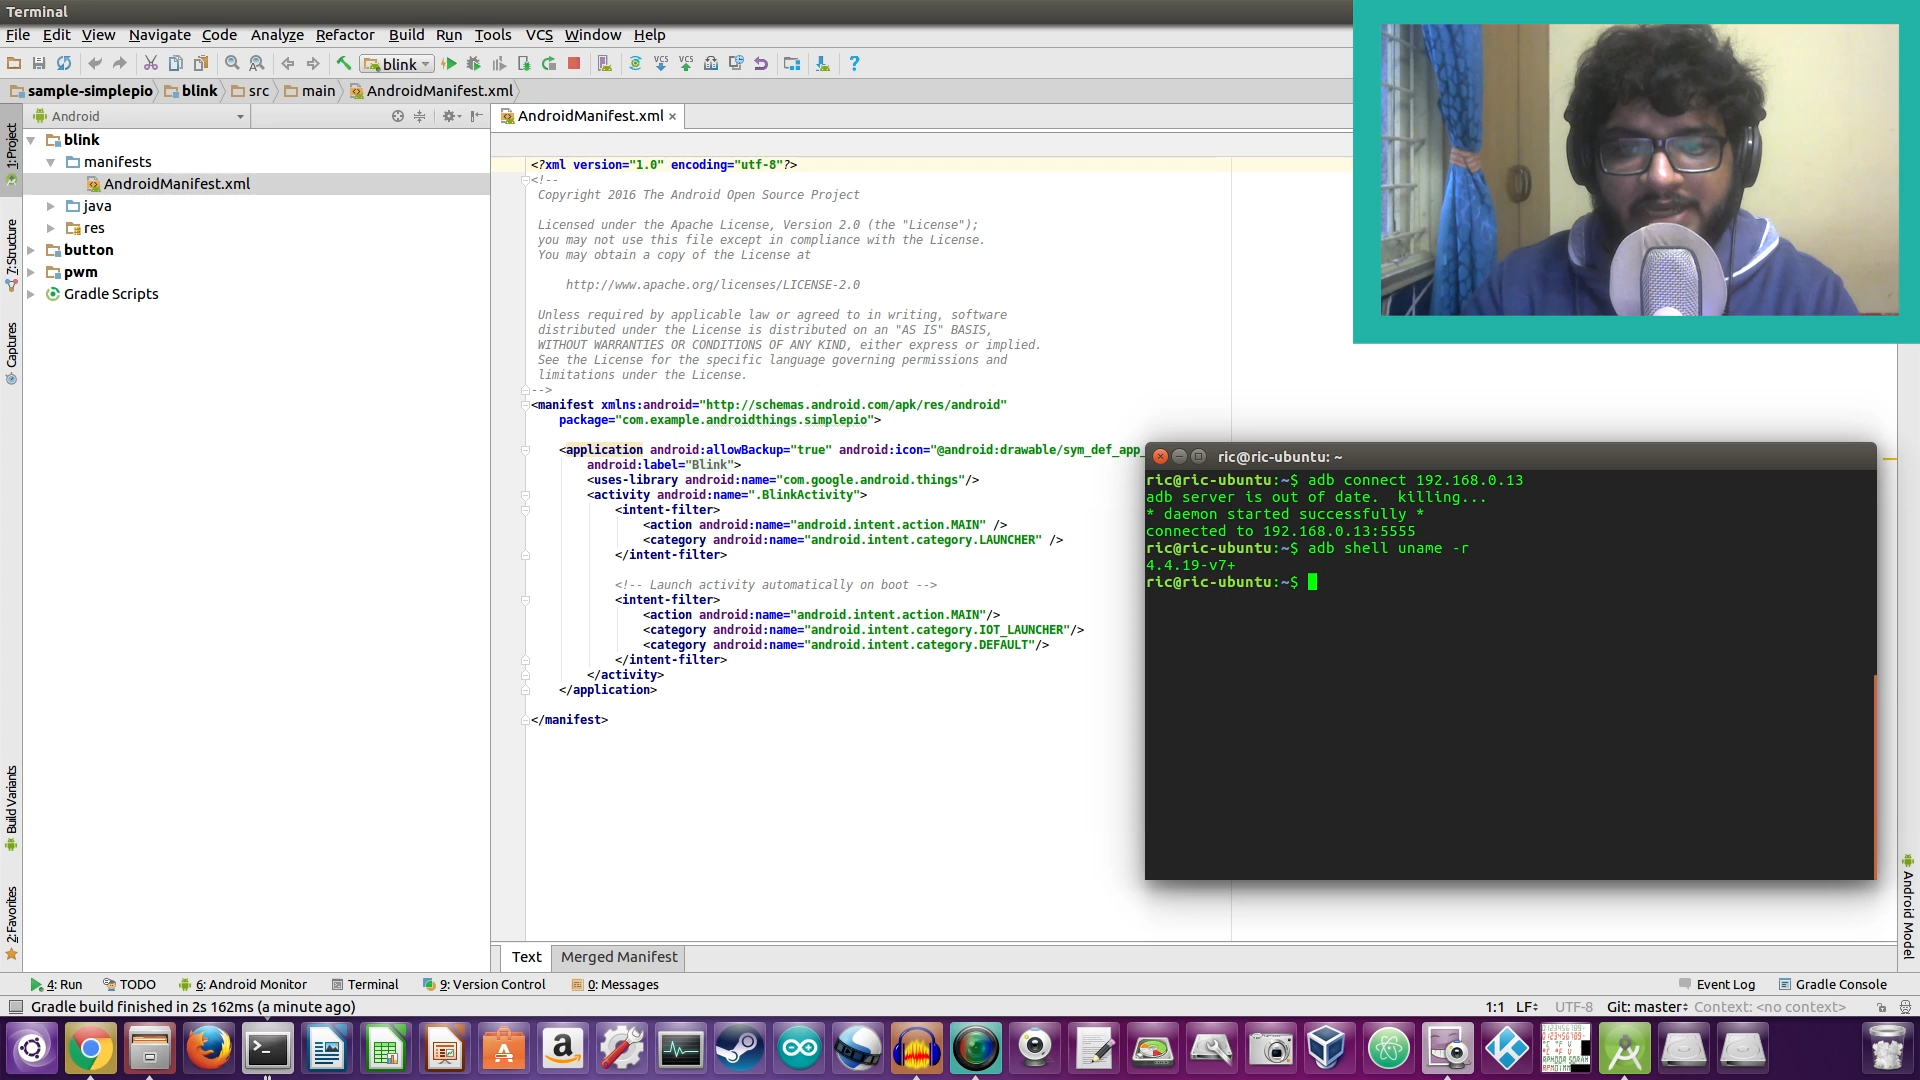 Terminal
File Edit View Navigate Code Analyze Refactor Build Run Tools VCS Window Help
blink
VCS VCS
sample-simplepio blink src main AndroidManifest.xml
Android
AndroidManifest.xml
1: Project
7: Structure
Captures
Build Variants
2: Favorites
blink
manifests
AndroidManifest.xml
java
res
button
pwm
Gradle Scripts
<?xml version="1.0" encoding="utf-8"?>
<!--
Copyright 2016 The Android Open Source Project
Licensed under the Apache License, Version 2.0 (the "License");
you may not use this file except in compliance with the License.
You may obtain a copy of the License at
http://www.apache.org/licenses/LICENSE-2.0
Unless required by applicable law or agreed to in writing, software
distributed under the License is distributed on an "AS IS" BASIS,
WITHOUT WARRANTIES OR CONDITIONS OF ANY KIND, either express or implied.
See the License for the specific language governing permissions and
limitations under the License.
-->
<manifest xmlns:android="http://schemas.android.com/apk/res/android"
package="com.example.androidthings.simplepio">
<application android:allowBackup="true" android:icon="@android:drawable/sym_def_app_
android:label="Blink">
<uses-library android:name="com.google.android.things"/>
<activity android:name=".BlinkActivity">
<intent-filter>
<action android:name="android.intent.action.MAIN" />
<category android:name="android.intent.category.LAUNCHER" />
</intent-filter>
<!-- Launch activity automatically on boot -->
<intent-filter>
<action android:name="android.intent.action.MAIN"/>
<category android:name="android.intent.category.IOT_LAUNCHER"/>
<category android:name="android.intent.category.DEFAULT"/>
</intent-filter>
</activity>
</application>
</manifest>
ric@ric-ubuntu: ~
ric@ric-ubuntu:~$ adb connect 192.168.0.13
adb server is out of date.  killing...
* daemon started successfully *
connected to 192.168.0.13:5555
ric@ric-ubuntu:~$ adb shell uname -r
4.4.19-v7+
ric@ric-ubuntu:~$
Android Model
Text Merged Manifest
4: Run TODO 6: Android Monitor Terminal 9: Version Control 0: Messages Event Log Gradle Console
Gradle build finished in 2s 162ms (a minute ago) 1:1 LF UTF-8 Git: master Context: <no context>